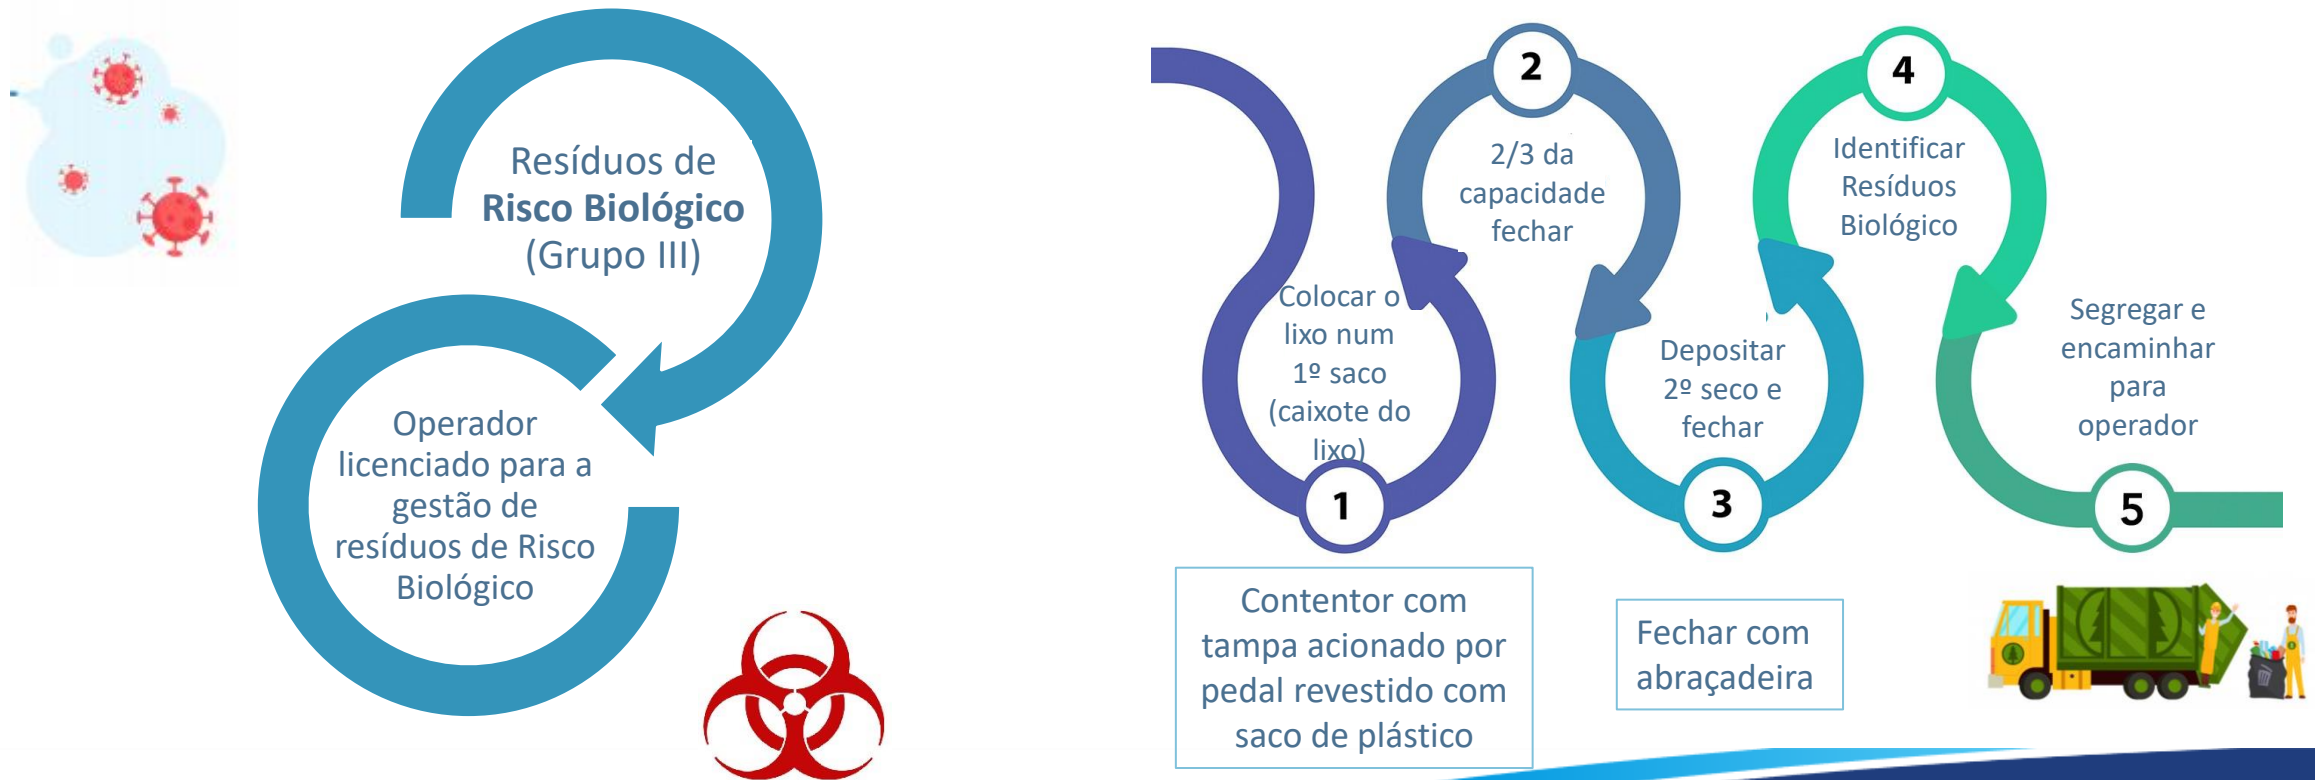 Resíduos de
Risco Biológico
(Grupo III)
Operador
licenciado para a
gestão de
resíduos de Risco
Biológico
1
Colocar o
lixo num
1º saco
(caixote do
lixo)
Contentor com
tampa acionado por
pedal revestido com
saco de plástico
2
2/3 da
capacidade
fechar
3
Depositar
2º seco e
fechar
Fechar com
abraçadeira
4
Identificar
Resíduos
Biológico
5
Segregar e
encaminhar
para
operador